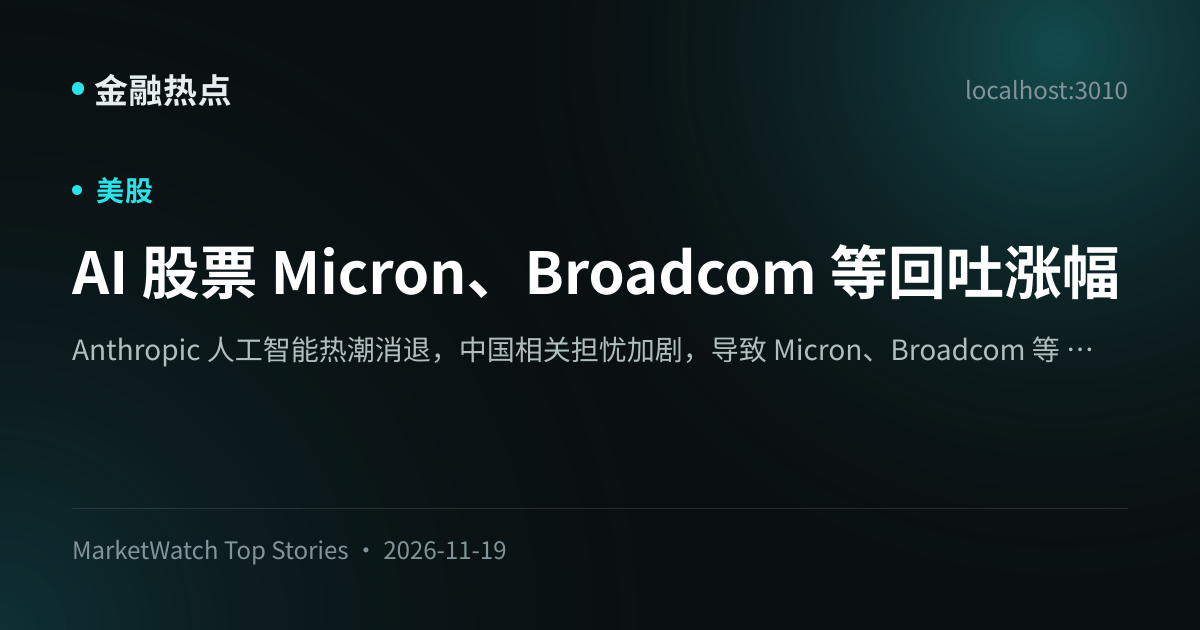 金融热点
localhost:3010
美股
AI 股票 Micron、Broadcom 等回吐涨幅
Anthropic 人工智能热潮消退，中国相关担忧加剧，导致 Micron、Broadcom 等 …
MarketWatch Top Stories · 2026-11-19